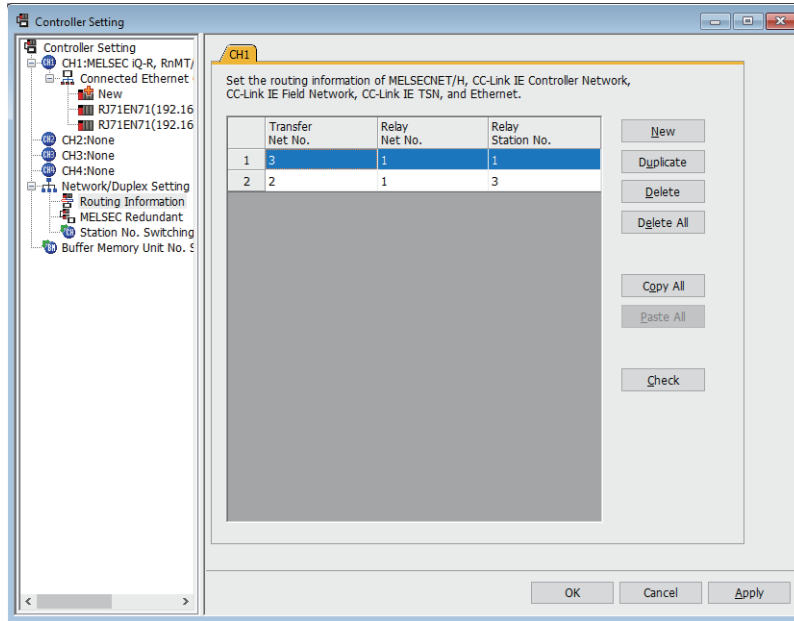 Controller Setting
Controller Setting
CH1:MELSEC iQ-R, RnMT/
Connected Ethernet
New
RJ71EN71(192.16
RJ71EN71(192.16
CH2:None
CH3:None
CH4:None
Network/Duplex Setting
Routing Information
MELSEC Redundant
Station No. Switching
Buffer Memory Unit No. S
CH1
Set the routing information of MELSECNET/H, CC-Link IE Controller Network,
CC-Link IE Field Network, CC-Link IE TSN, and Ethernet.
Transfer Net No. Relay Net No. Relay Station No.
1 3 1 1
2 2 1 3
New
Duplicate
Delete
Delete All
Copy All
Paste All
Check
OK Cancel Apply